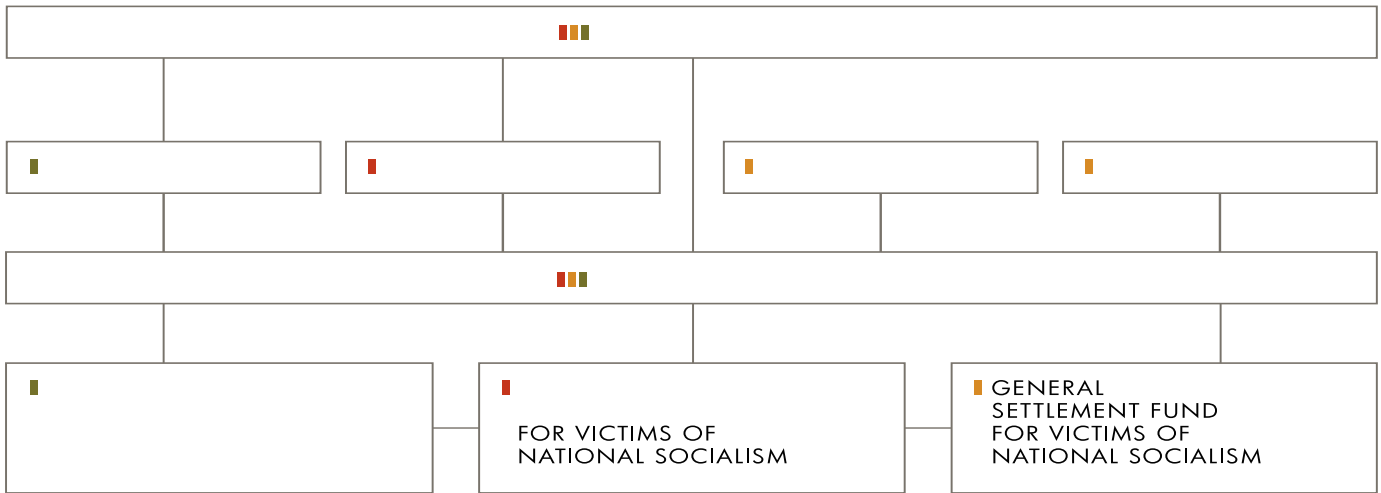 FOR VICTIMS OF
NATIONAL SOCIALISM
GENERAL
SETTLEMENT FUND
FOR VICTIMS OF
NATIONAL SOCIALISM